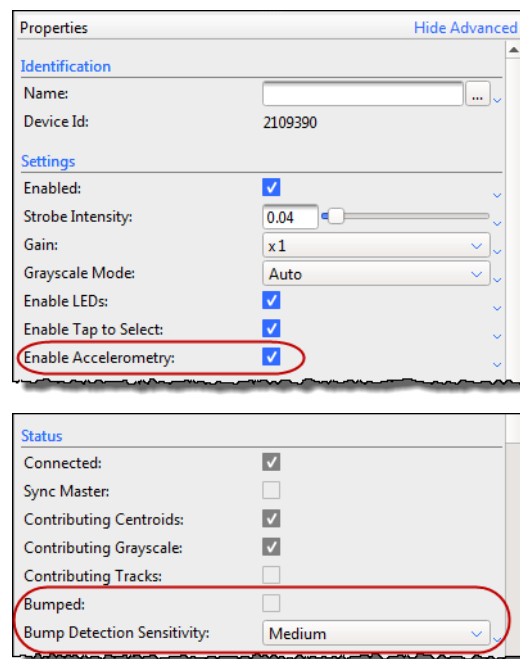 Properties Hide Advanced
Identification
Name: ...
Device Id: 2109390
Settings
Enabled:
Strobe Intensity: 0.04
Gain: x 1
Grayscale Mode: Auto
Enable LEDs:
Enable Tap to Select:
Enable Accelerometry:
Status
Connected:
Sync Master:
Contributing Centroids:
Contributing Grayscale:
Contributing Tracks:
Bumped:
Bump Detection Sensitivity: Medium